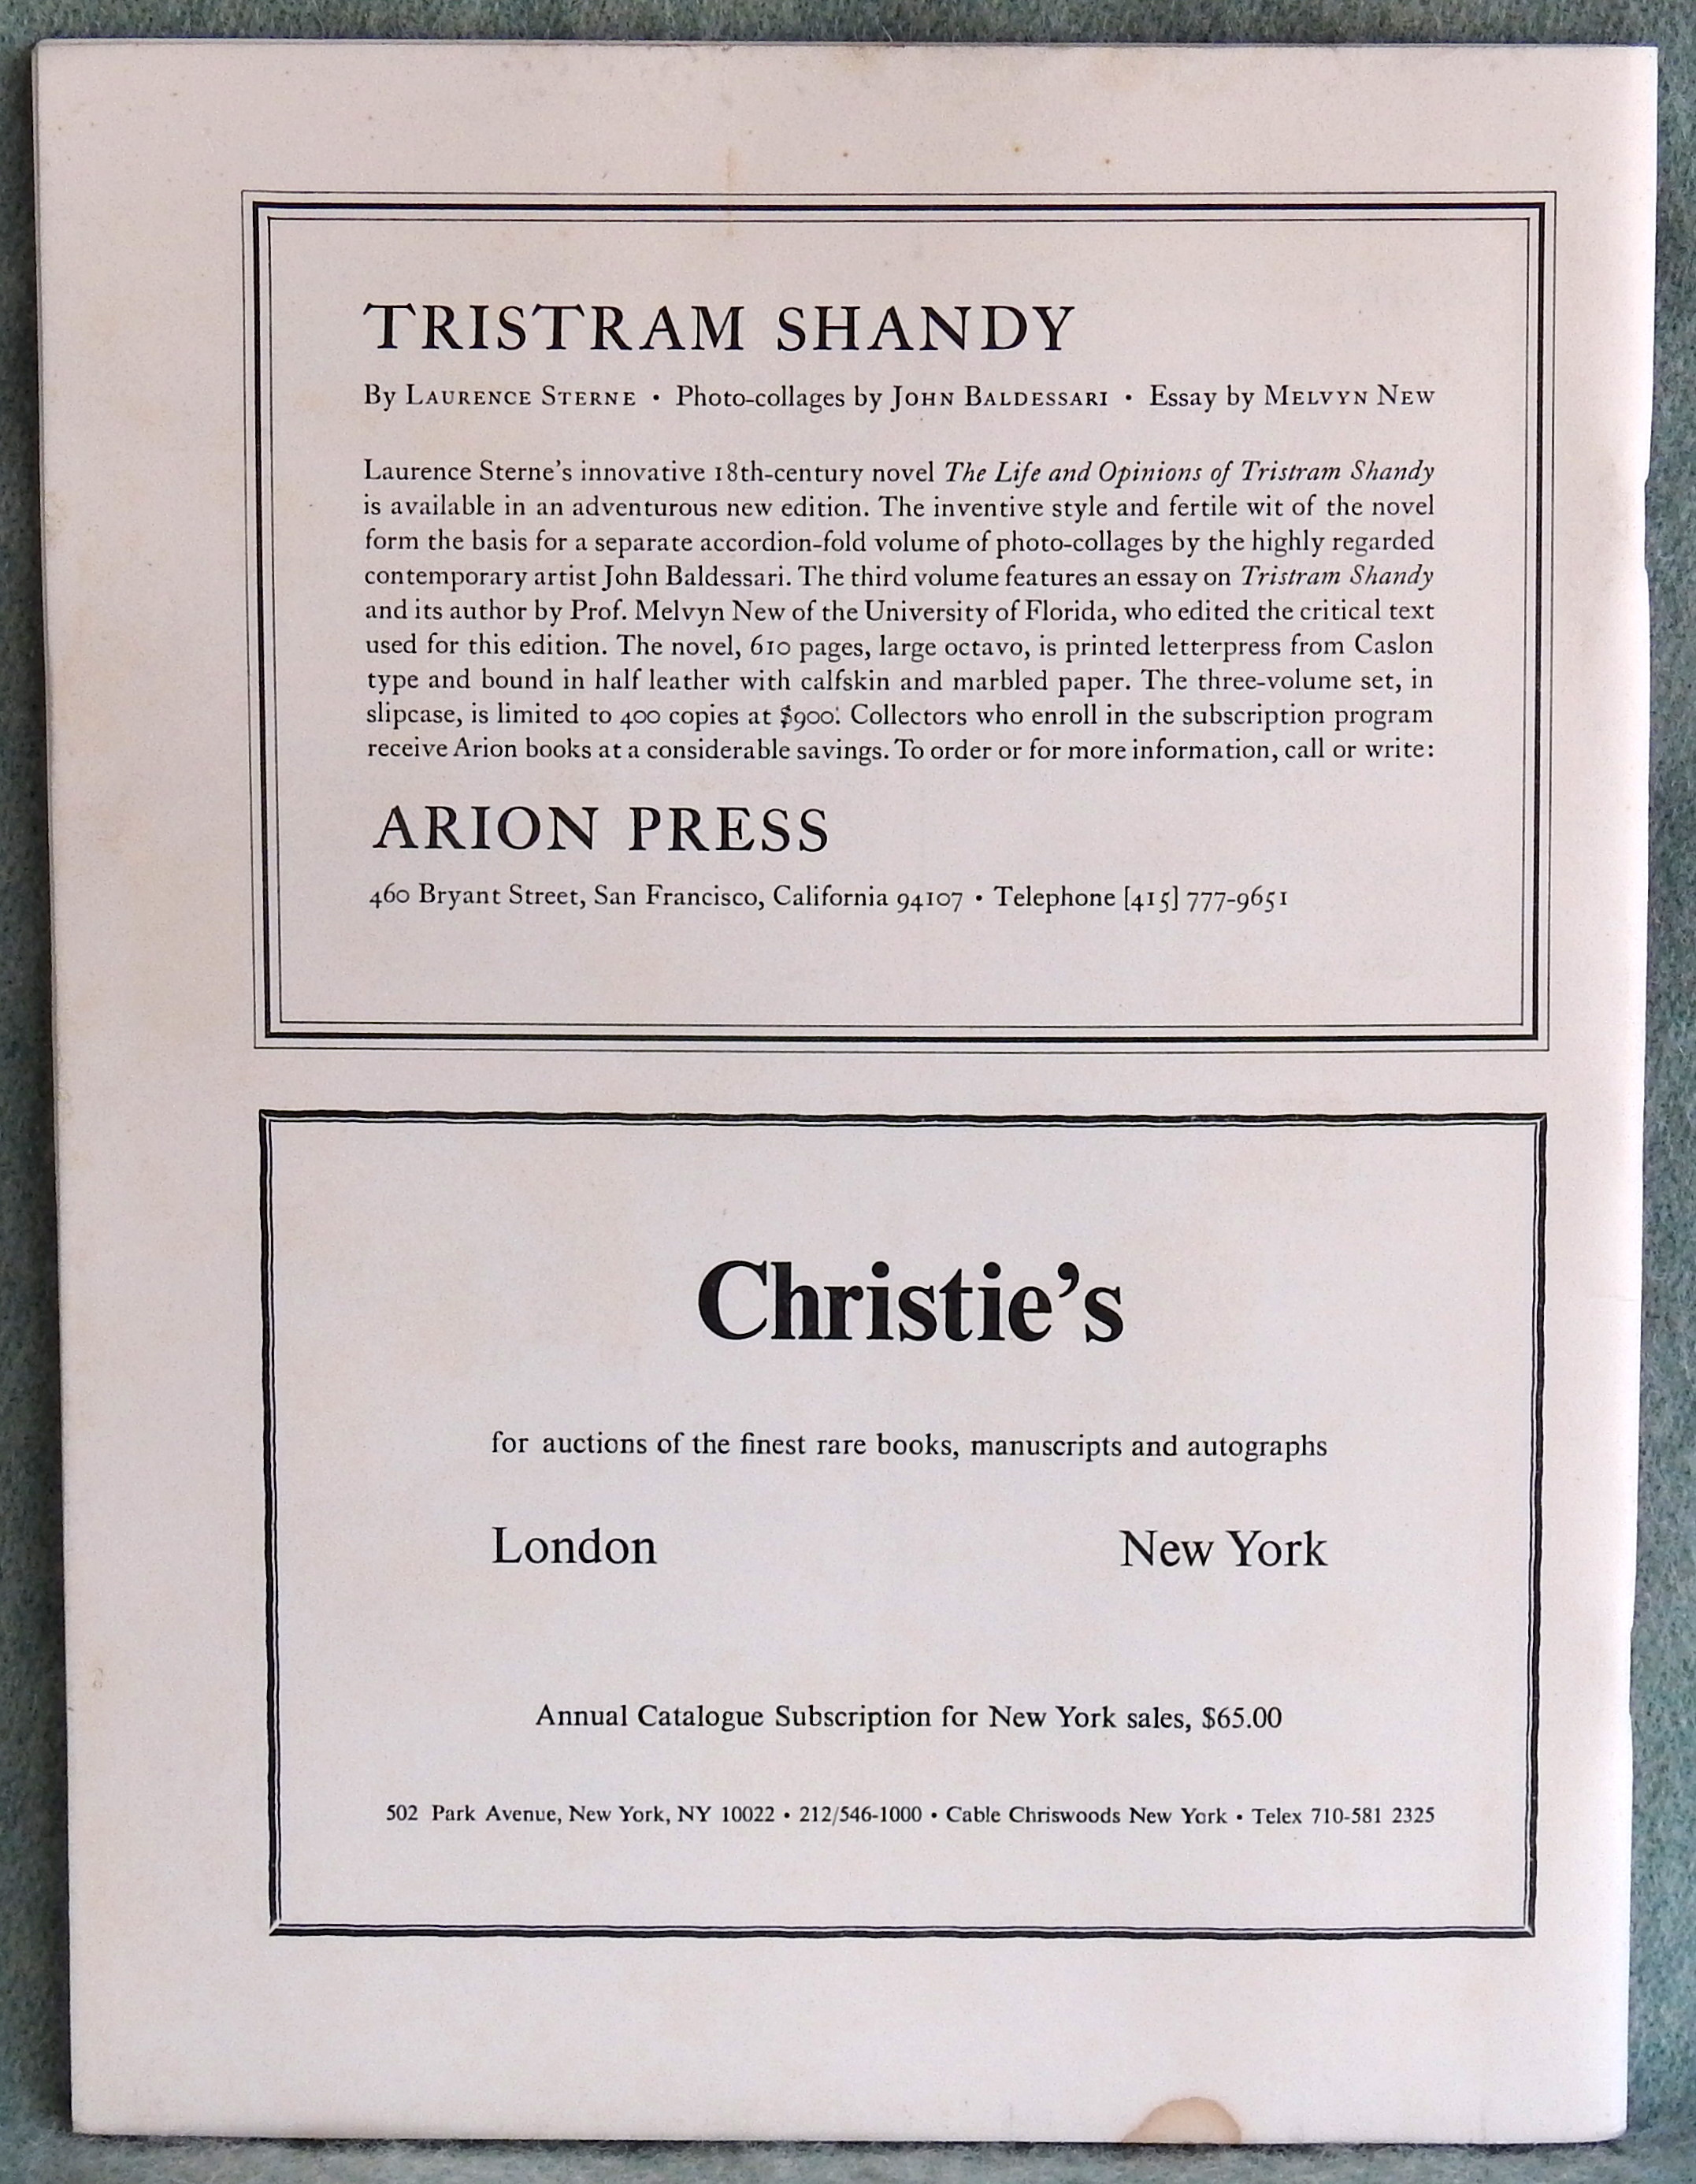 TRISTRAM SHANDY
By LAURENCE STERNE • Photo-collages by JOHN BALDESSARI • Essay by MELVYN NEW
Laurence Sterne's innovative 18th-century novel The Life and Opinions of Tristram Shandy
is available in an adventurous new edition. The inventive style and fertile wit of the novel
form the basis for a separate accordion-fold volume of photo-collages by the highly regarded
contemporary artist John Baldessari. The third volume features an essay on Tristram Shandy
and its author by Prof. Melvyn New of the University of Florida, who edited the critical text
used for this edition. The novel, 610 pages, large octavo, is printed letterpress from Caslon
type and bound in half leather with calfskin and marbled paper. The three-volume set, in
slipcase, is limited to 400 copies at $900. Collectors who enroll in the subscription program
receive Arion books at a considerable savings. To order or for more information, call or write:
ARION PRESS
460 Bryant Street, San Francisco, California 94107 • Telephone [415] 777-9651
Christie's
for auctions of the finest rare books, manuscripts and autographs
London New York
Annual Catalogue Subscription for New York sales, $65.00
502 Park Avenue, New York, NY 10022 • 212/546-1000 • Cable Chriswoods New York • Telex 710-581 2325